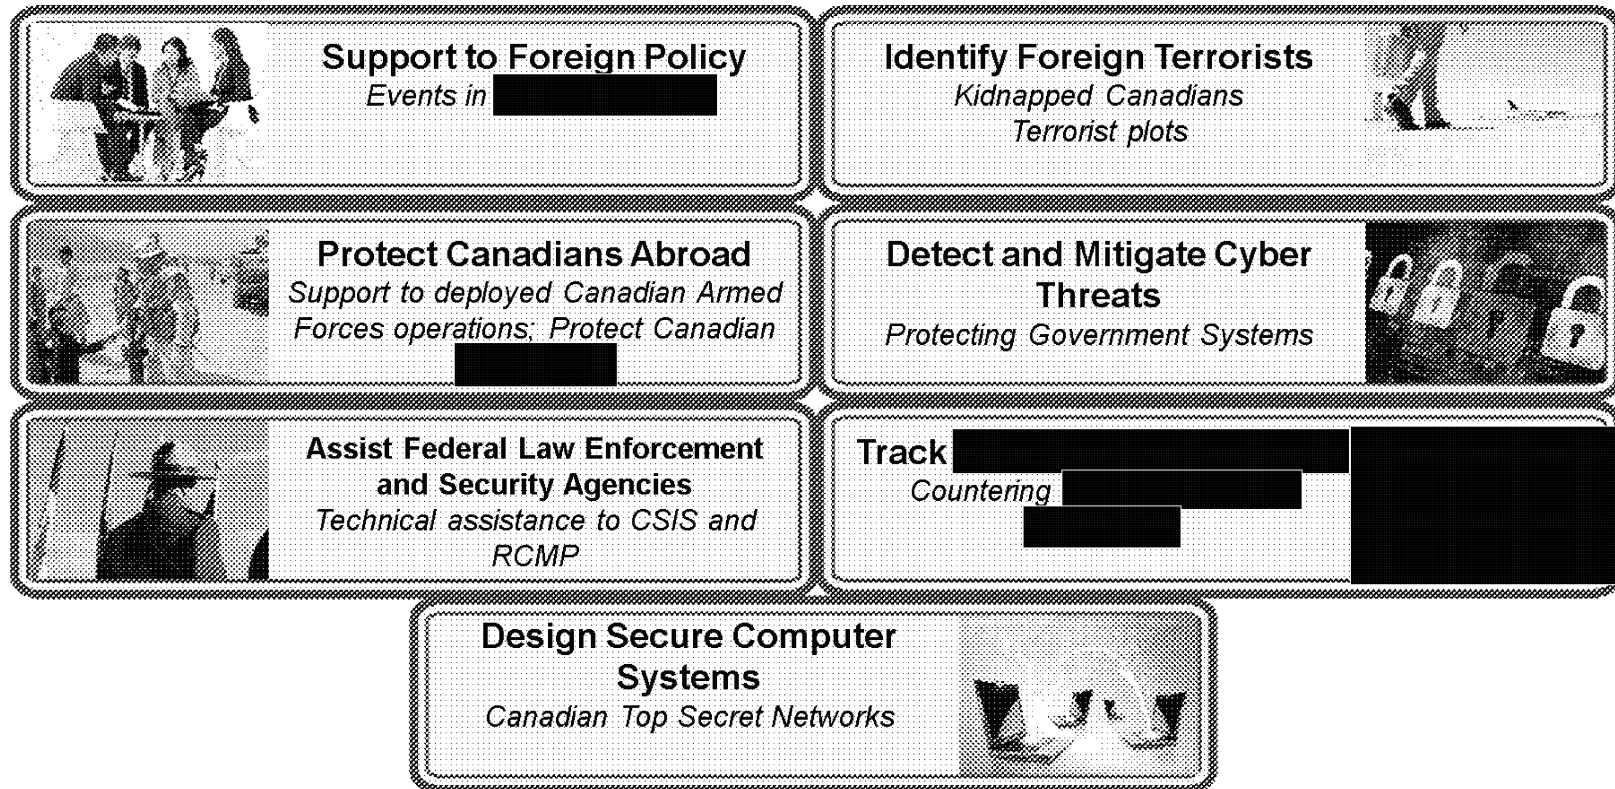 Support to Foreign Policy
Events in
Identify Foreign Terrorists
Kidnapped Canadians
Terrorist plots
Protect Canadians Abroad
Support to deployed Canadian Armed
Forces operations; Protect Canadian
Detect and Mitigate Cyber
Threats
Protecting Government Systems
Assist Federal Law Enforcement
and Security Agencies
Technical assistance to CSIS and
RCMP
Track
Countering
Design Secure Computer
Systems
Canadian Top Secret Networks